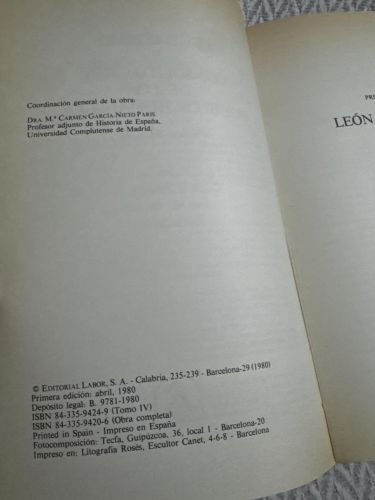 Coordinación general de la obra:
DRA. M.ª CARMEN GARCÍA-NIETO PARIS
Profesor adjunto de Historia de España,
Universidad Complutense de Madrid.
© EDITORIAL LABOR, S. A. - Calabria, 235-239 - Barcelona-29 (1980)
Primera edición: abril, 1980
Depósito legal: B. 9781-1980
ISBN 84-335-9424-9 (Tomo IV)
ISBN 84-335-9420-6 (Obra completa)
Printed in Spain - Impreso en España
Fotocomposición: Tecfa, Guipúzcoa, 36, local 1 - Barcelona-20
Impreso en: Litografía Rosés, Escultor Canet, 4-6-8 - Barcelona
PRI
LEÓN